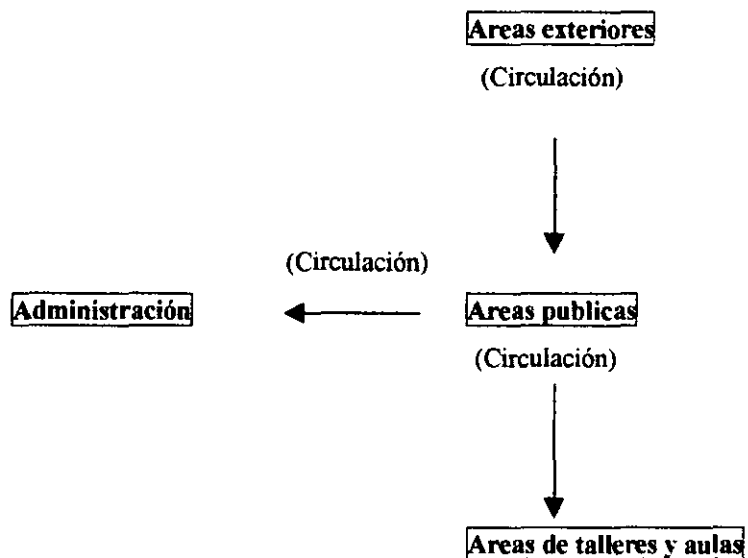 Areas exteriores
(Circulación)
(Circulación)
Administración
Areas publicas
(Circulación)
Areas de talleres y aulas